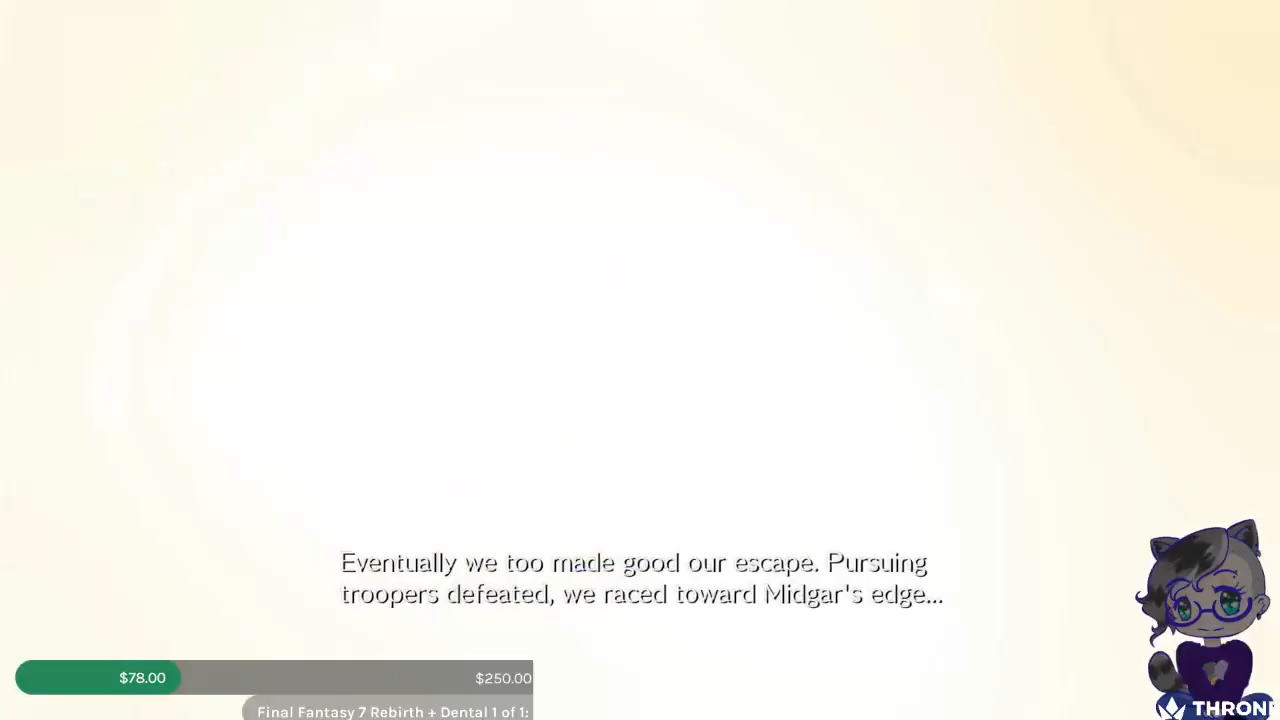 Eventually we too made good our escape. Pursuing
troopers defeated, we raced toward Midgar's edge...
$78.00
$250.00
Final Fantasy 7 Rebirth + Dental 1 of 1:
THRONE